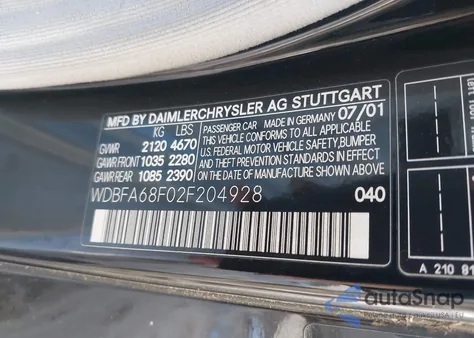 MFD BY DAIMLERCHRYSLER AG STUTTGART
KG LBS
GVWR 2120 4670
GAWR FRONT 1035 2280
GAWR REAR 1085 2390
PASSENGER CAR MADE IN GERMANY 07/01
THIS VEHICLE CONFORMS TO ALL APPLICABLE
U.S. FEDERAL MOTOR VEHICLE SAFETY, BUMPER
AND THEFT PREVENTION STANDARDS IN EFFECT
ON THE DATE OF MANUFACTURE SHOWN ABOVE
WDBFA68F02F204928
040
A 210 81
autoSnap